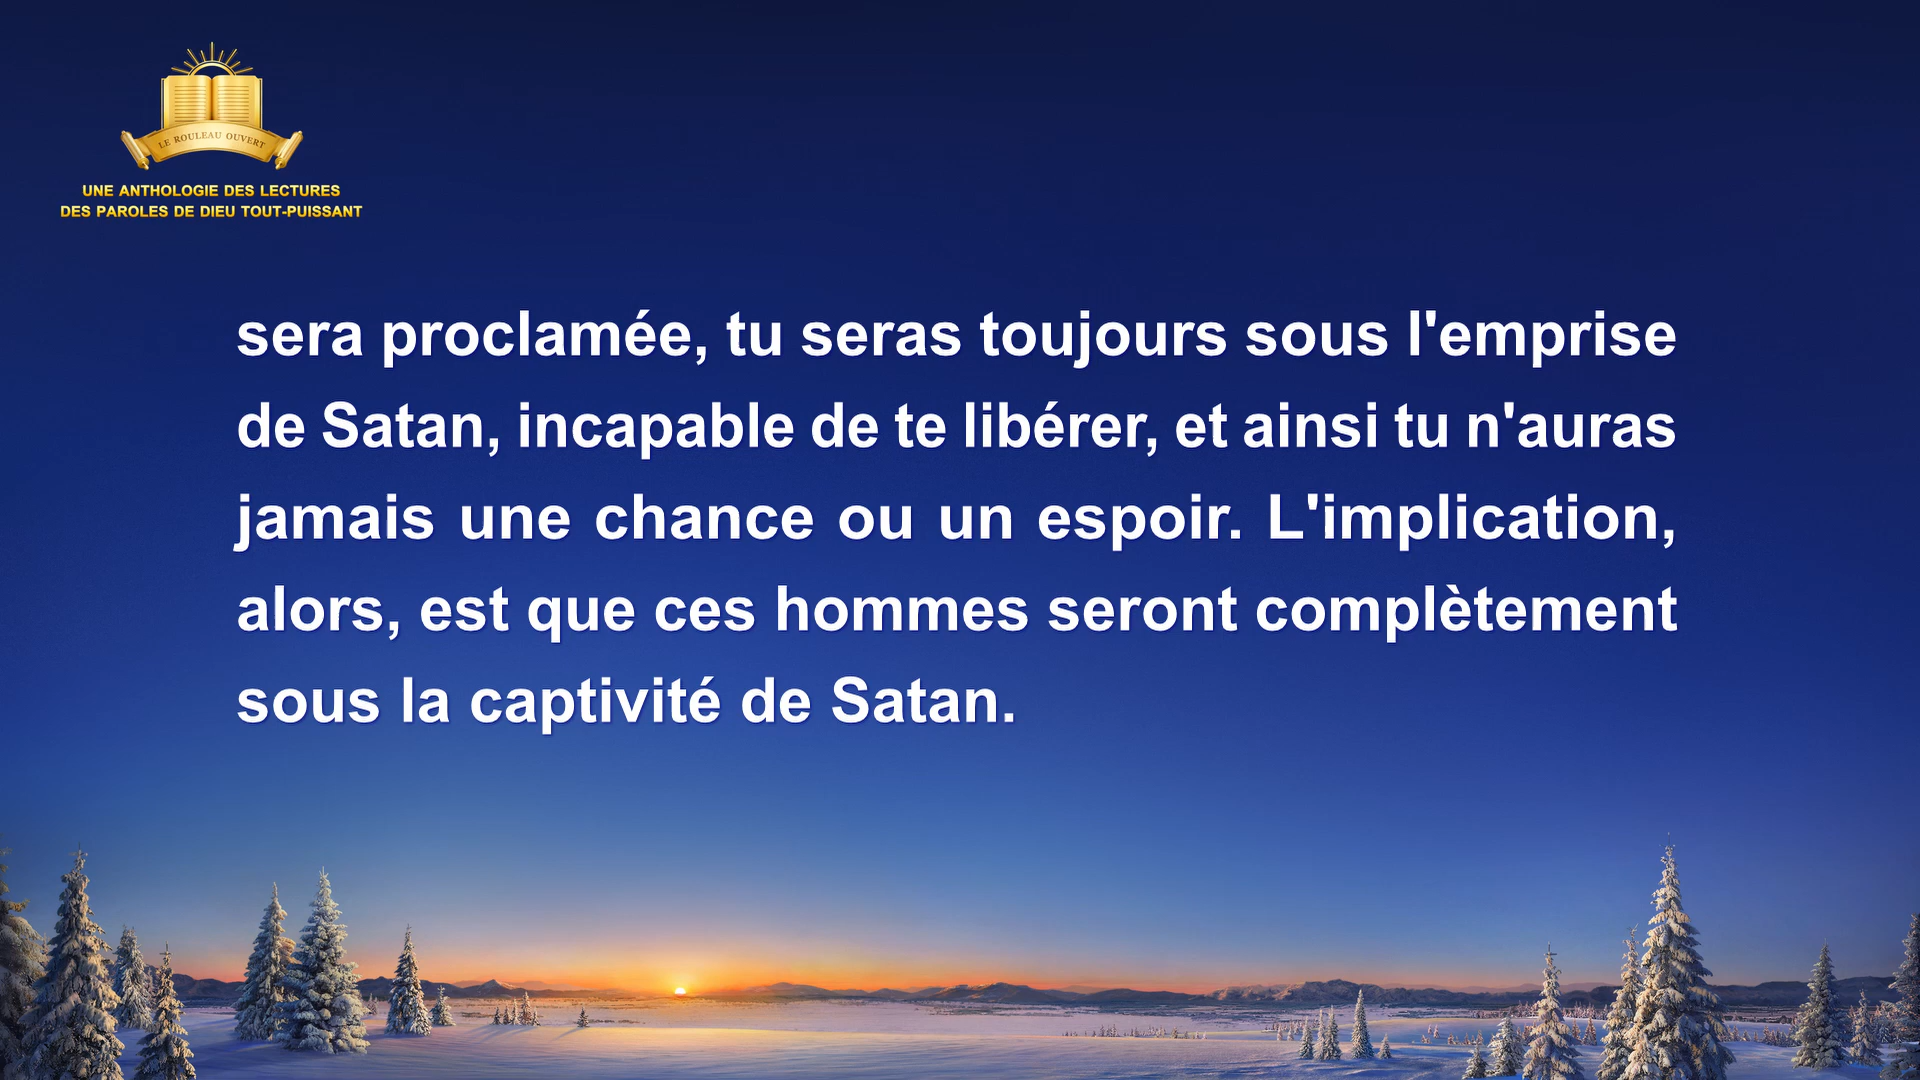 LE ROULEAU OUVERT
UNE ANTHOLOGIE DES LECTURES
DES PAROLES DE DIEU TOUT-PUISSANT
sera proclamée, tu seras toujours sous l'emprise
de Satan, incapable de te libérer, et ainsi tu n'auras
jamais une chance ou un espoir. L'implication,
alors, est que ces hommes seront complètement
sous la captivité de Satan.